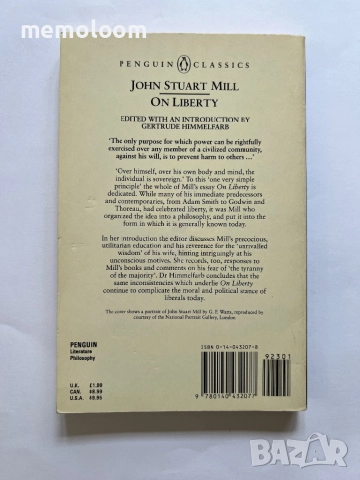 @memoloom
PENGUIN CLASSICS
JOHN STUART MILL
ON LIBERTY
EDITED WITH AN INTRODUCTION BY
GERTRUDE HIMMELFARB
'The only purpose for which power can be rightfully
exercised over any member of a civilized community,
against his will, is to prevent harm to others ...'
'Over himself, over his own body and mind, the
individual is sovereign.' To this 'one very simple
principle' the whole of Mill's essay On Liberty is
dedicated. While many of his immediate predecessors
and contemporaries, from Adam Smith to Godwin and
Thoreau, had celebrated liberty, it was Mill who
organized the idea into a philosophy, and put it into the
form in which it is generally known today.
In her introduction the editor discusses Mill's precocious,
utilitarian education and his reverence for the 'unrivalled
wisdom' of his wife, hinting intriguingly at his
unconscious motives. She records, too, responses to
Mill's books and comments on his fear of 'the tyranny
of the majority'. Dr Himmelfarb concludes that the
same inconsistencies which underlie On Liberty
continue to complicate the moral and political stance of
liberals today.
The cover shows a portrait of John Stuart Mill by G. F. Watts, reproduced by
courtesy of the National Portrait Gallery, London
PENGUIN
Literature
Philosophy
U.K. £1.99
CAN. $6.99
U.S.A. $6.95
ISBN 0-14-043207-8
92301
9 780140 432077
BAZAR